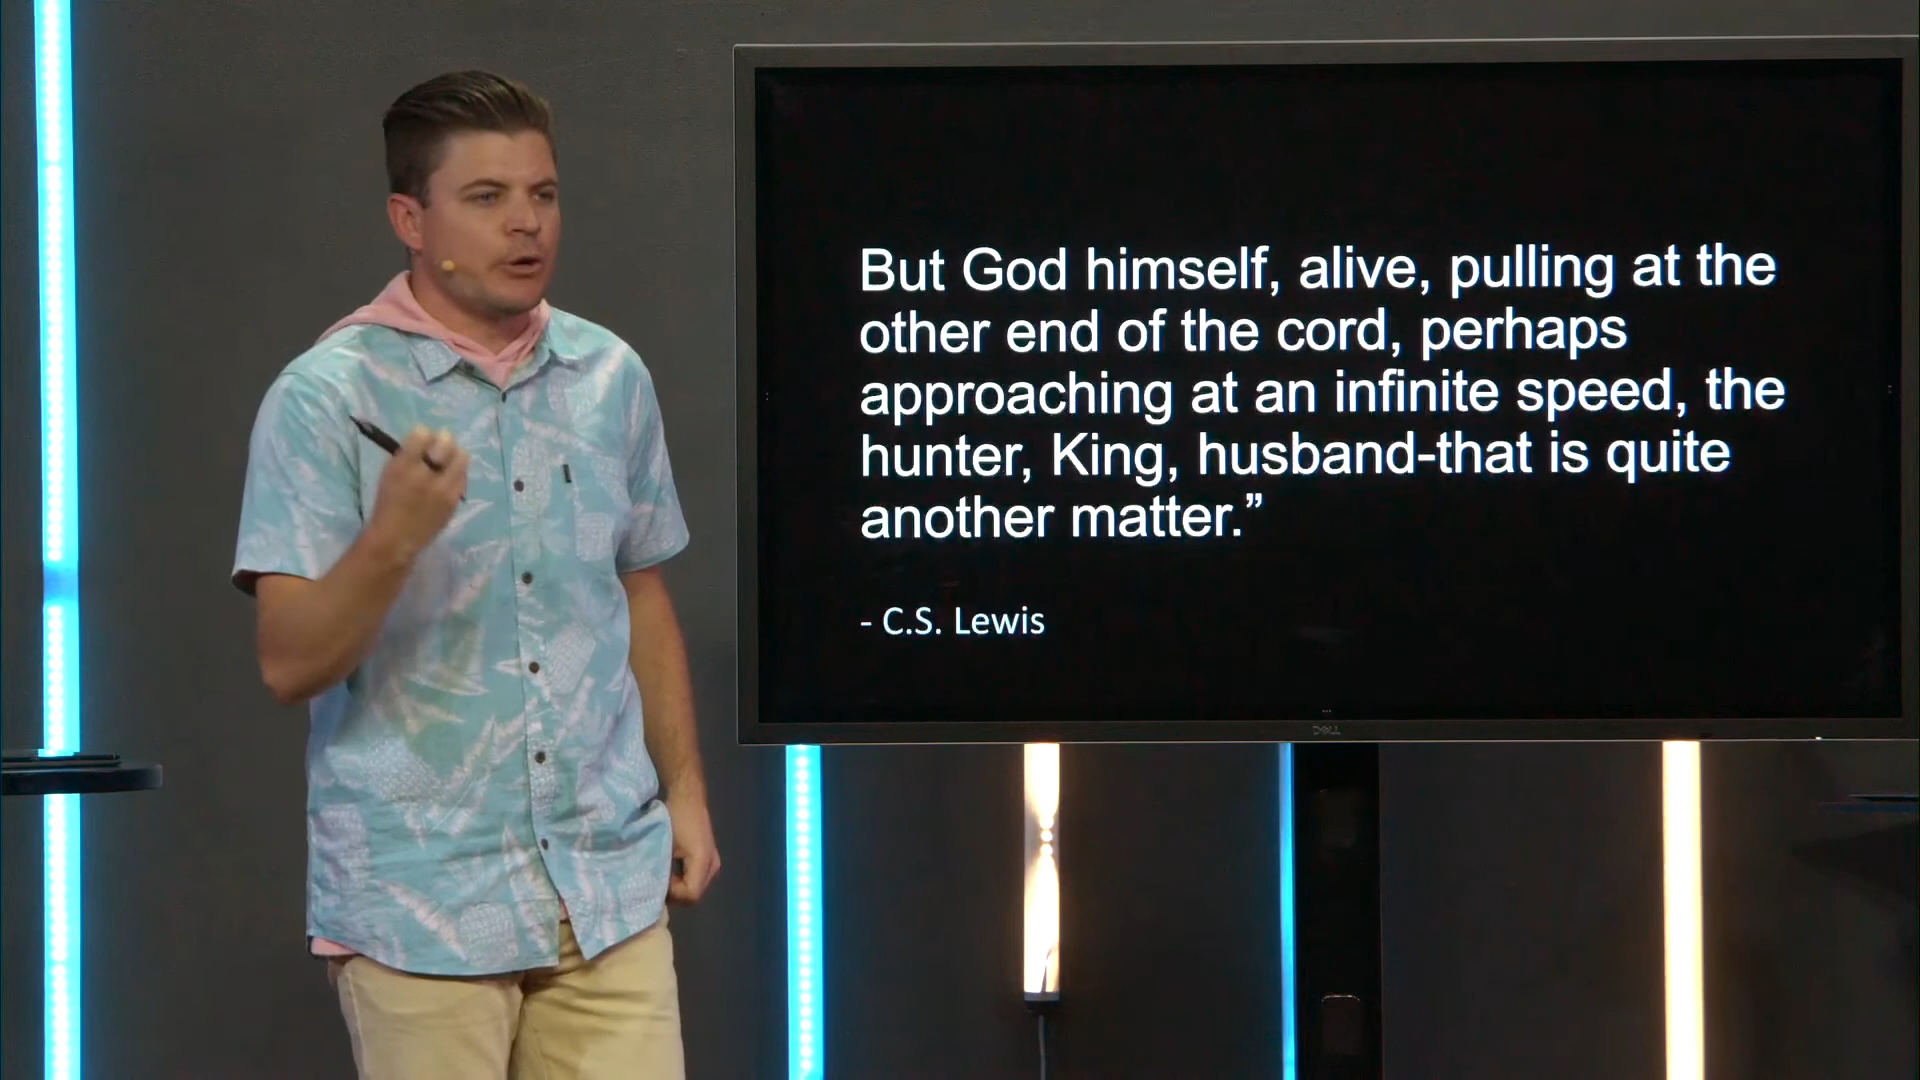 But God himself, alive, pulling at the
other end of the cord, perhaps
approaching at an infinite speed, the
hunter, King, husband-that is quite
another matter.”
- C.S. Lewis
DELL